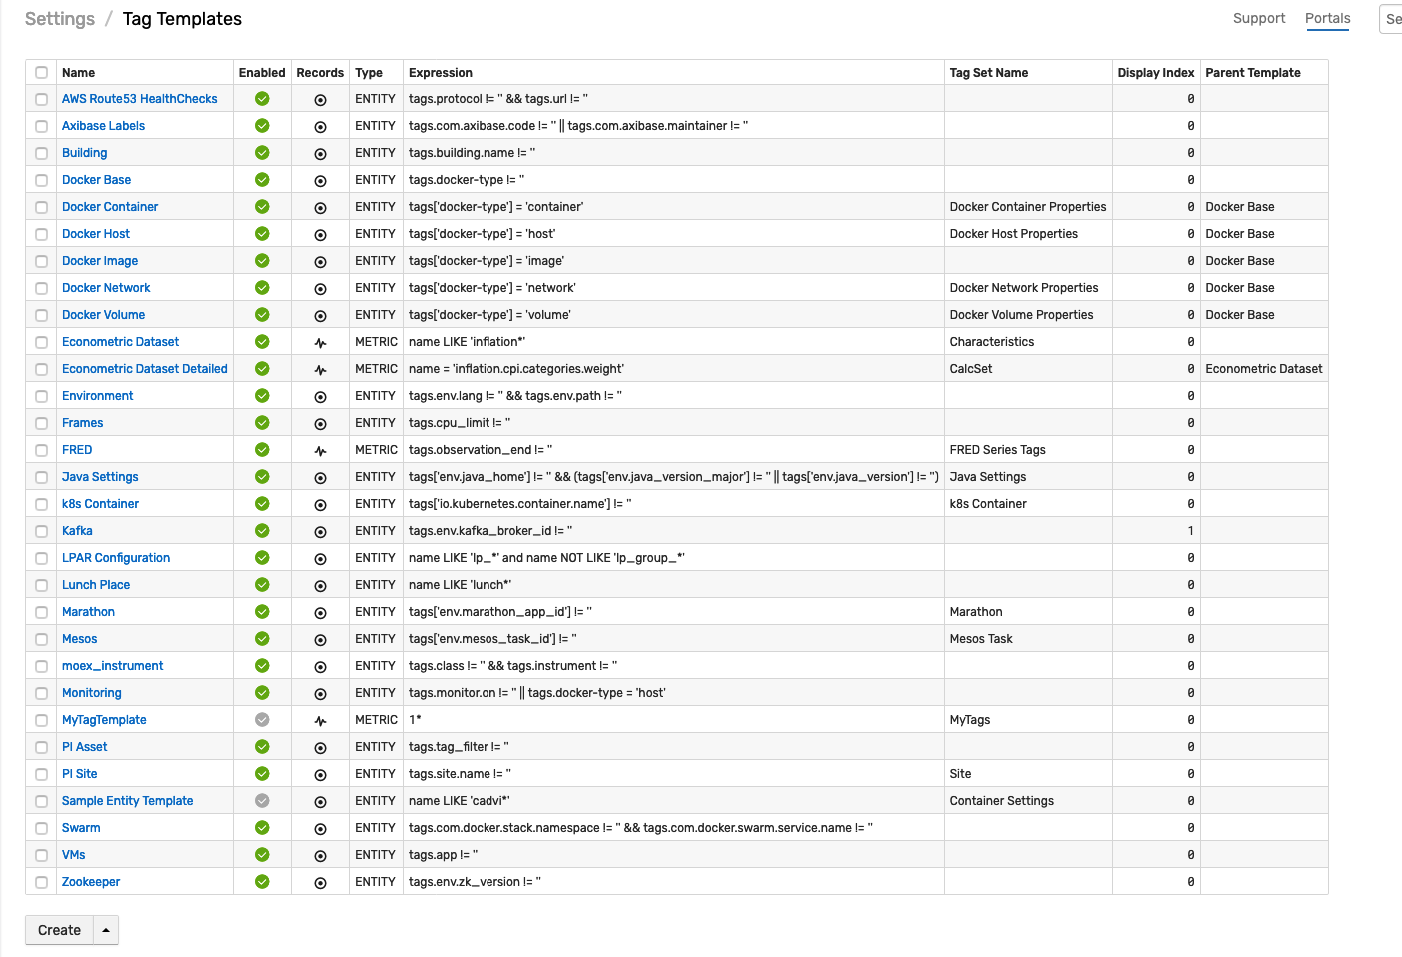 Settings / Tag Templates
Support Portals Se
Name Enabled Records Type Expression Tag Set Name Display Index Parent Template
AWS Route53 HealthChecks ENTITY tags.protocol != '' && tags.url != '' 0
Axibase Labels ENTITY tags.com.axibase.code != '' || tags.com.axibase.maintainer != '' 0
Building ENTITY tags.building.name != '' 0
Docker Base ENTITY tags.docker-type != '' 0
Docker Container ENTITY tags['docker-type'] = 'container' Docker Container Properties 0 Docker Base
Docker Host ENTITY tags['docker-type'] = 'host' Docker Host Properties 0 Docker Base
Docker Image ENTITY tags['docker-type'] = 'image' 0 Docker Base
Docker Network ENTITY tags['docker-type'] = 'network' Docker Network Properties 0 Docker Base
Docker Volume ENTITY tags['docker-type'] = 'volume' Docker Volume Properties 0 Docker Base
Econometric Dataset METRIC name LIKE 'inflation*' Characteristics 0
Econometric Dataset Detailed METRIC name = 'inflation.cpi.categories.weight' CalcSet 0 Econometric Dataset
Environment ENTITY tags.env.lang != '' && tags.env.path != '' 0
Frames ENTITY tags.cpu_limit != '' 0
FRED METRIC tags.observation_end != '' FRED Series Tags 0
Java Settings ENTITY tags['env.java_home'] != '' && (tags['env.java_version_major'] != '' || tags['env.java_version'] != '') Java Settings 0
k8s Container ENTITY tags['io.kubernetes.container.name'] != '' k8s Container 0
Kafka ENTITY tags.env.kafka_broker_id != '' 1
LPAR Configuration ENTITY name LIKE 'lp_*' and name NOT LIKE 'lp_group_*' 0
Lunch Place ENTITY name LIKE 'lunch*' 0
Marathon ENTITY tags['env.marathon_app_id'] != '' Marathon 0
Mesos ENTITY tags['env.mesos_task_id'] != '' Mesos Task 0
moex_instrument ENTITY tags.class != '' && tags.instrument != '' 0
Monitoring ENTITY tags.monitor.on != '' || tags.docker-type = 'host' 0
MyTagTemplate METRIC 1* MyTags 0
PI Asset ENTITY tags.tag_filter != '' 0
PI Site ENTITY tags.site.name != '' Site 0
Sample Entity Template ENTITY name LIKE 'cadvi*' Container Settings 0
Swarm ENTITY tags.com.docker.stack.namespace != '' && tags.com.docker.swarm.service.name != '' 0
VMs ENTITY tags.app != '' 0
Zookeeper ENTITY tags.env.zk_version != '' 0
Create